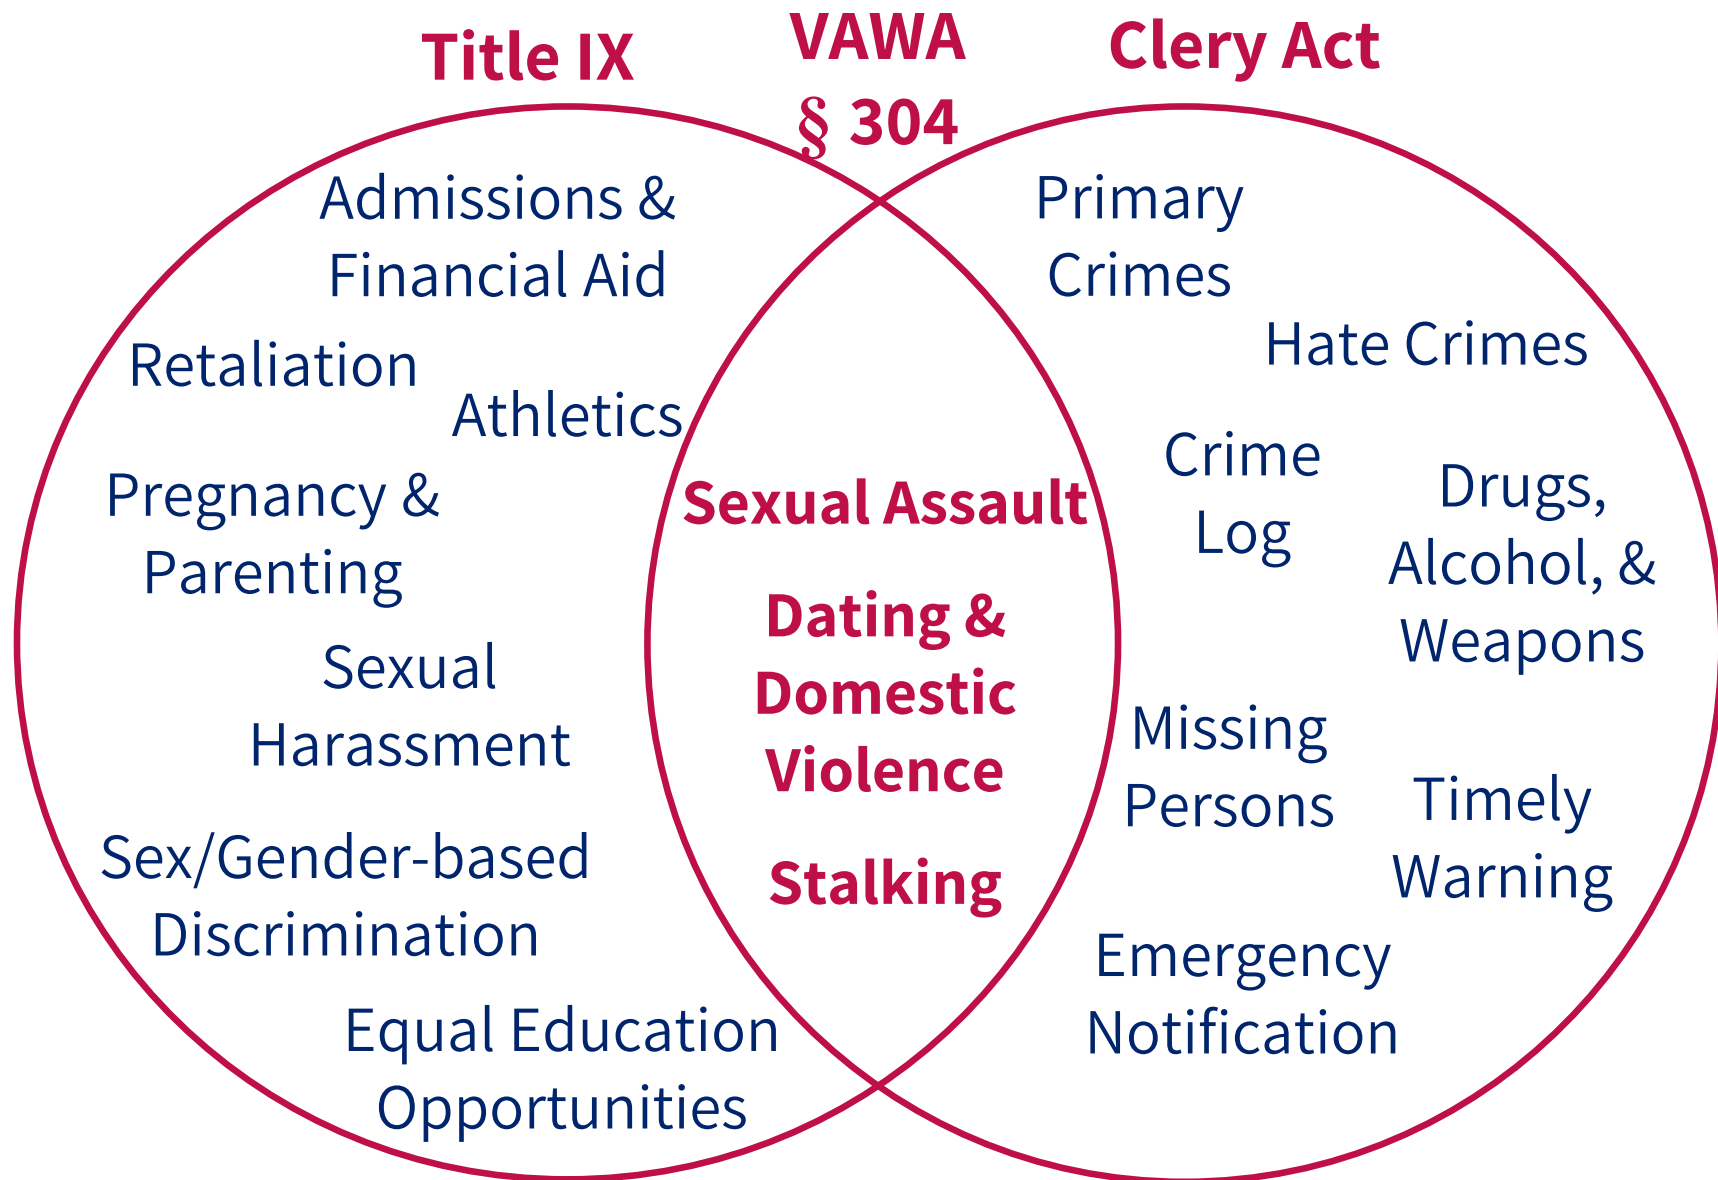 Title IX
VAWA
§ 304
Clery Act
Admissions &
Financial Aid
Retaliation
Athletics
Pregnancy &
Parenting
Sexual
Harassment
Sex/Gender-based
Discrimination
Equal Education
Opportunities
Sexual Assault
Dating &
Domestic
Violence
Stalking
Primary
Crimes
Hate Crimes
Crime
Log
Drugs,
Alcohol, &
Weapons
Missing
Persons
Timely
Warning
Emergency
Notification